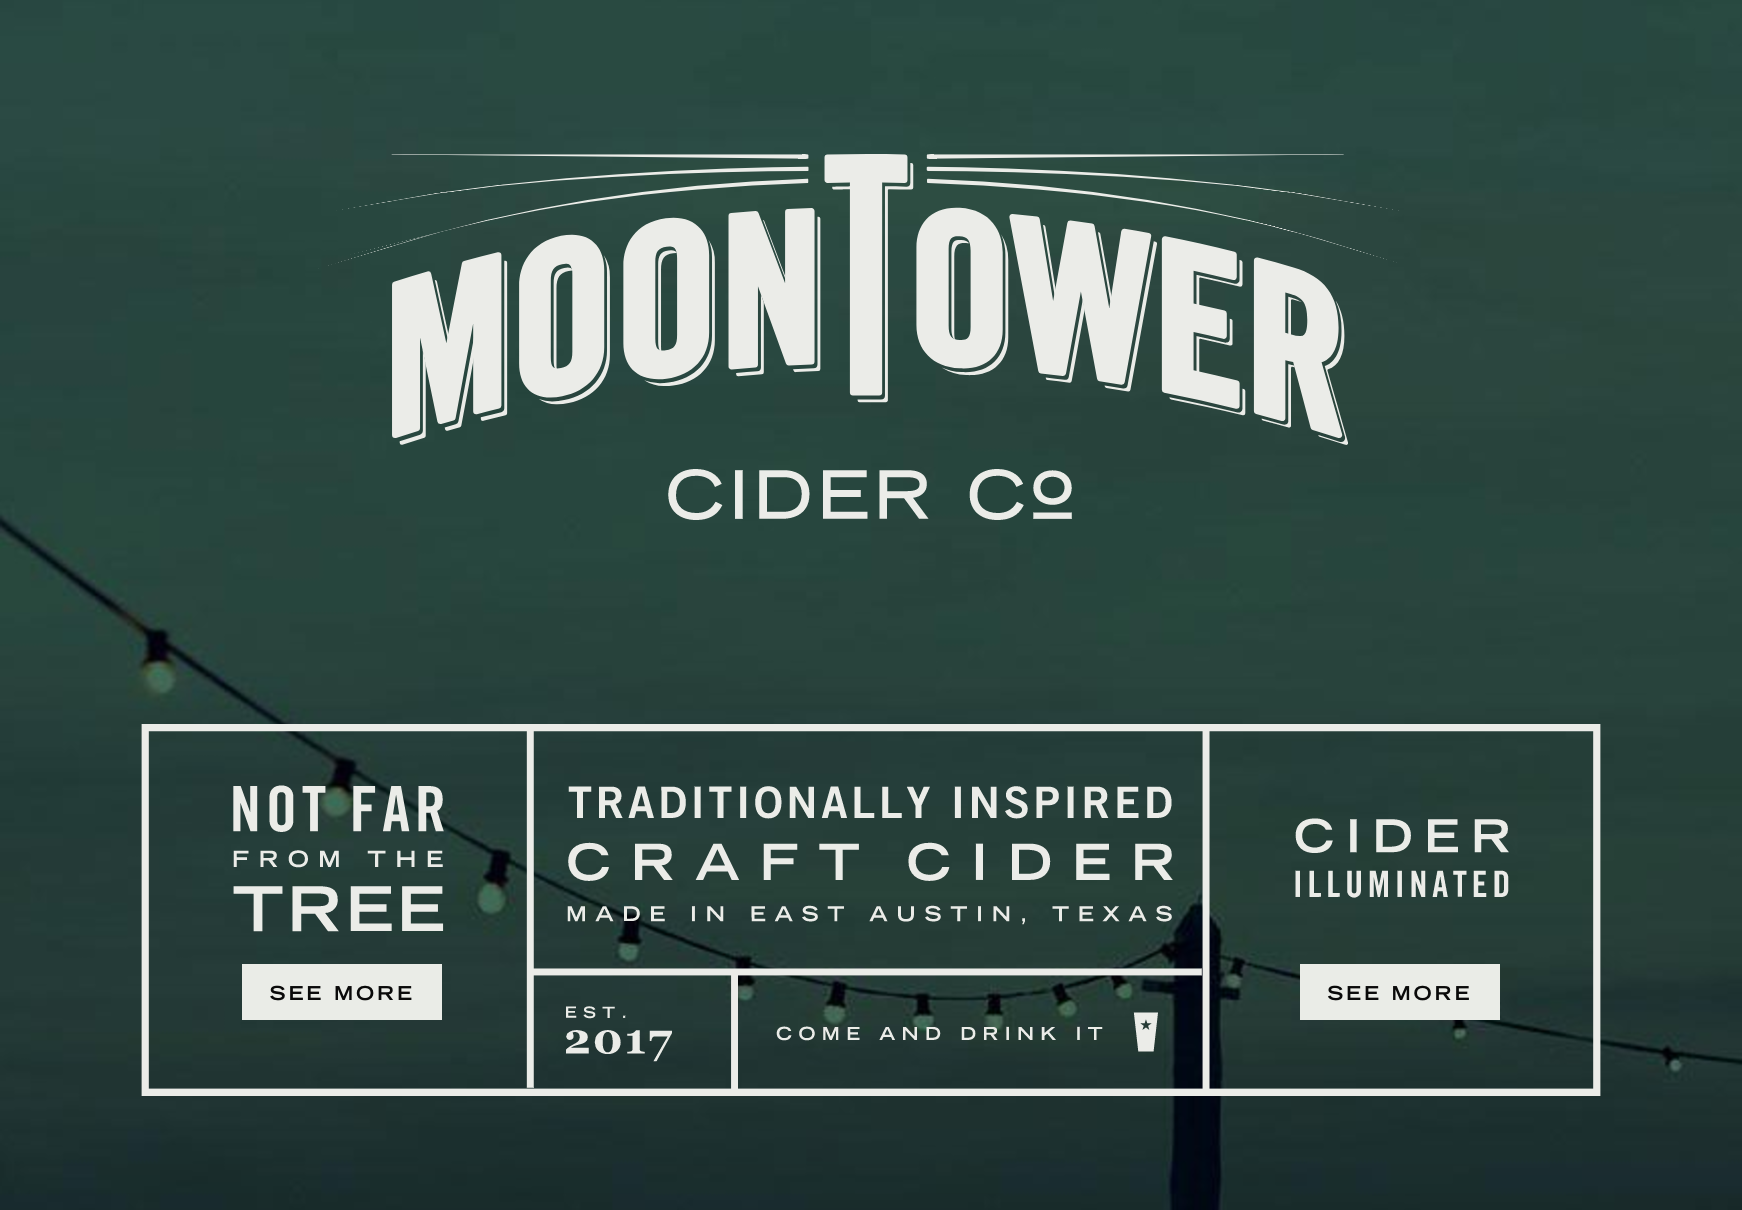 MOONTOWER
CIDER Co
NOT FAR
FROM THE
TREE
SEE MORE
TRADITIONALLY INSPIRED
CRAFT CIDER
MADE IN EAST AUSTIN, TEXAS
EST.
2017
COME AND DRINK IT
CIDER
ILLUMINATED
SEE MORE